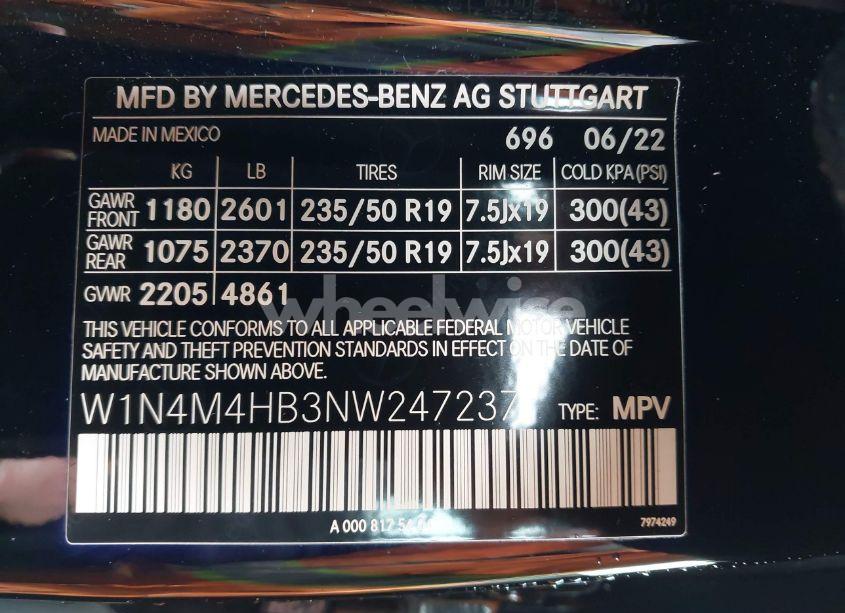 MFD BY MERCEDES-BENZ AG STUTTGART
MADE IN MEXICO 696 06/22
KG LB TIRES RIM SIZE COLD KPA(PSI)
GAWR FRONT 1180 2601 235/50 R19 7.5Jx19 300(43)
GAWR REAR 1075 2370 235/50 R19 7.5Jx19 300(43)
GVWR 2205 4861
wheelwise
THIS VEHICLE CONFORMS TO ALL APPLICABLE FEDERAL MOTOR VEHICLE
SAFETY AND THEFT PREVENTION STANDARDS IN EFFECT ON THE DATE OF
MANUFACTURE SHOWN ABOVE.
W1N4M4HB3NW247237 TYPE: MPV
A 000 817 7974249